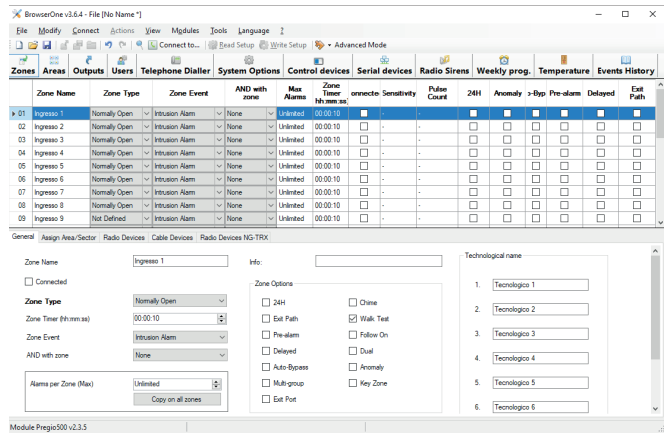 BrowserOne v3.6.4 - File [No Name *]
File Modify Connect Actions View Modules Tools Language ?
Connect to... Read Setup Write Setup Advanced Mode
Zones Areas Outputs Users Telephone Dialler System Options Control devices Serial devices Radio Sirens Weekly prog. Temperature Events History
Zone Name Zone Type Zone Event AND with zone Max Alarms Zone Timer hh:mm:ss onnecte Sensitivity Pulse Count 24H Anomaly o-Byp Pre-alarm Delayed Exit Path
01 Ingresso 1 Normally Open Intrusion Alarm None Unlimited 00:00:10 - -
02 Ingresso 2 Normally Open Intrusion Alarm None Unlimited 00:00:10 - -
03 Ingresso 3 Normally Open Intrusion Alarm None Unlimited 00:00:10 - -
04 Ingresso 4 Normally Open Intrusion Alarm None Unlimited 00:00:10 - -
05 Ingresso 5 Normally Open Intrusion Alarm None Unlimited 00:00:10 - -
06 Ingresso 6 Normally Open Intrusion Alarm None Unlimited 00:00:10 - -
07 Ingresso 7 Normally Open Intrusion Alarm None Unlimited 00:00:10 - -
08 Ingresso 8 Normally Open Intrusion Alarm None Unlimited 00:00:10 - -
09 Ingresso 9 Not Defined Intrusion Alarm None Unlimited 00:00:10 - -
General Assign Area/Sector Radio Devices Cable Devices Radio Devices NG-TRX
Zone Name Ingresso 1
Connected
Zone Type Normally Open
Zone Timer (hh:mm:ss) 00:00:10
Zone Event Intrusion Alarm
AND with zone None
Alarms per Zone (Max) Unlimited
Copy on all zones
Info:
Zone Options
24H Chime
Exit Path Walk Test
Pre-alarm Follow On
Delayed Dual
Auto-Bypass Anomaly
Multi-group Key Zone
Exit Port
Technological name
1. Tecnologico 1
2. Tecnologico 2
3. Tecnologico 3
4. Tecnologico 4
5. Tecnologico 5
6. Tecnologico 6
Module Pregio500 v2.3.5